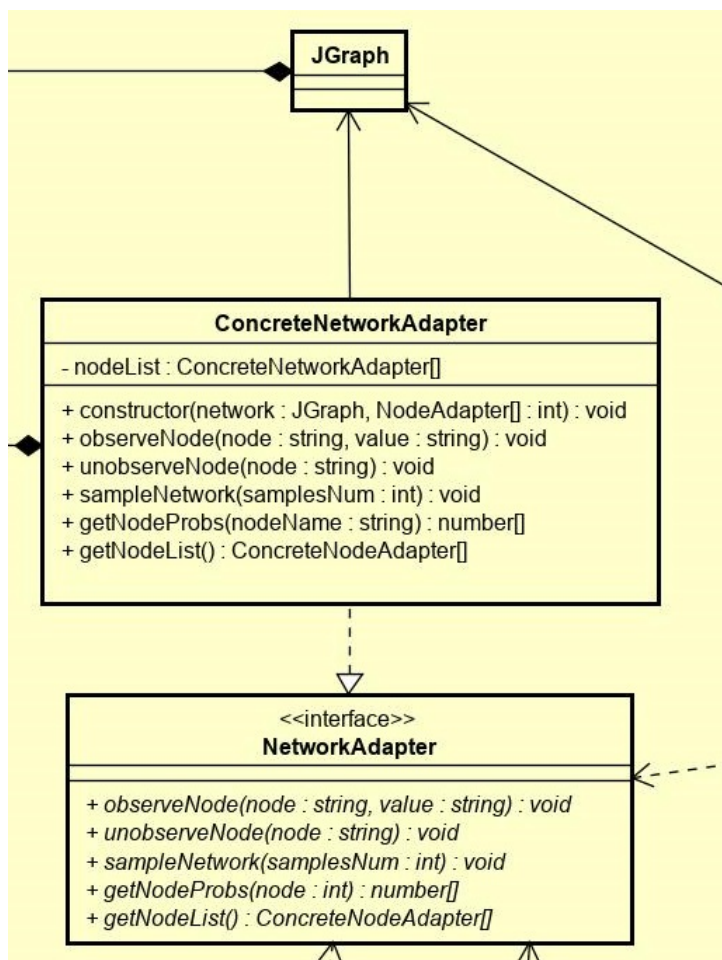 JGraph
ConcreteNetworkAdapter
- nodeList : ConcreteNetworkAdapter[]
+ constructor(network : JGraph, NodeAdapter[] : int) : void
+ observeNode(node : string, value : string) : void
+ unobserveNode(node : string) : void
+ sampleNetwork(samplesNum : int) : void
+ getNodeProbs(nodeName : string) : number[]
+ getNodeList() : ConcreteNodeAdapter[]
<<interface>>
NetworkAdapter
+ observeNode(node : string, value : string) : void
+ unobserveNode(node : string) : void
+ sampleNetwork(samplesNum : int) : void
+ getNodeProbs(node : int) : number[]
+ getNodeList() : ConcreteNodeAdapter[]